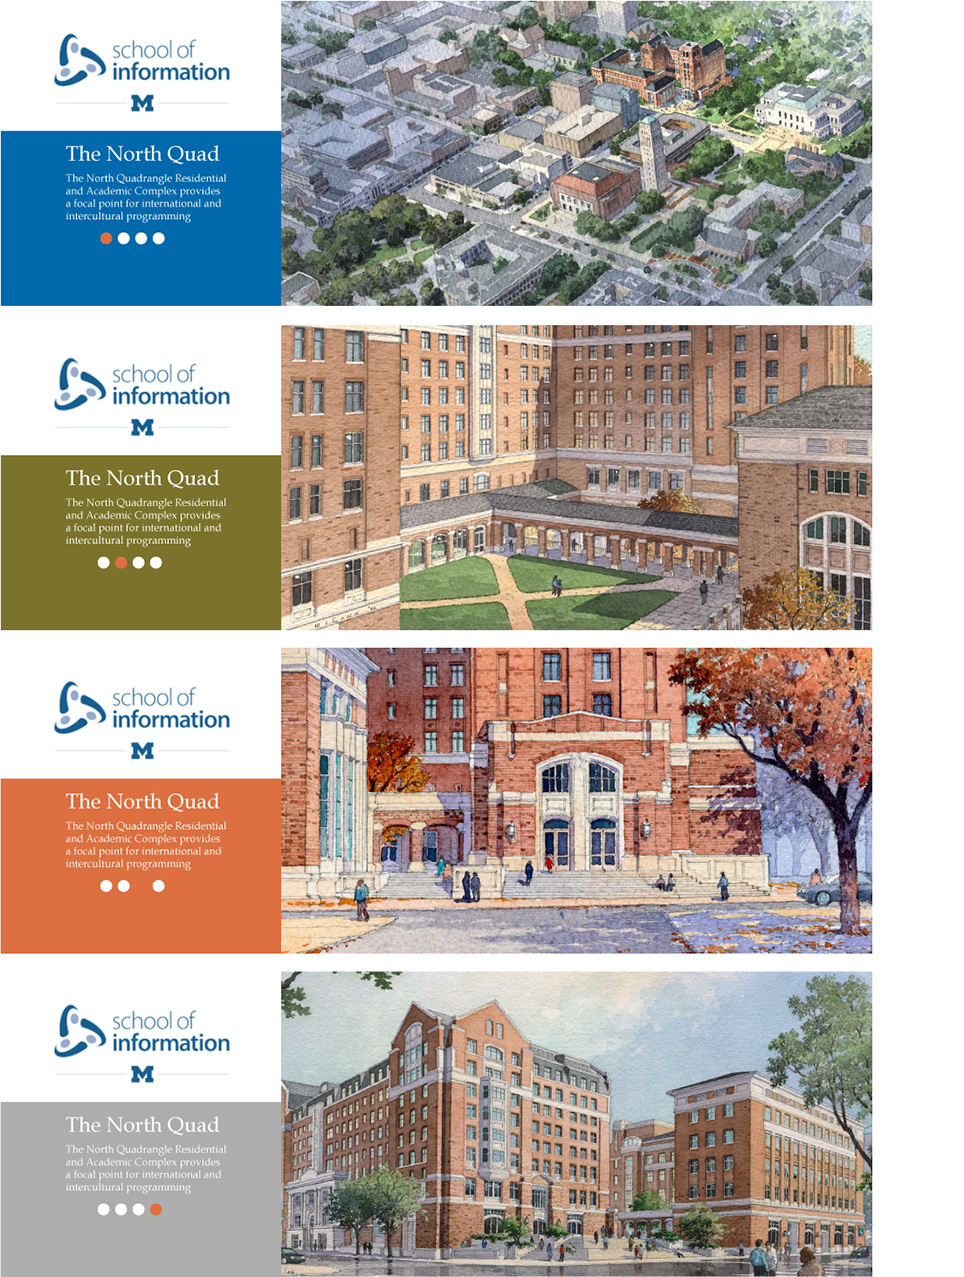 school of
information
M
The North Quad
The North Quadrangle Residential
and Academic Complex provides
a focal point for international and
intercultural programming
school of
information
M
The North Quad
The North Quadrangle Residential
and Academic Complex provides
a focal point for international and
intercultural programming
school of
information
M
The North Quad
The North Quadrangle Residential
and Academic Complex provides
a focal point for international and
intercultural programming
school of
information
M
The North Quad
The North Quadrangle Residential
and Academic Complex provides
a focal point for international and
intercultural programming